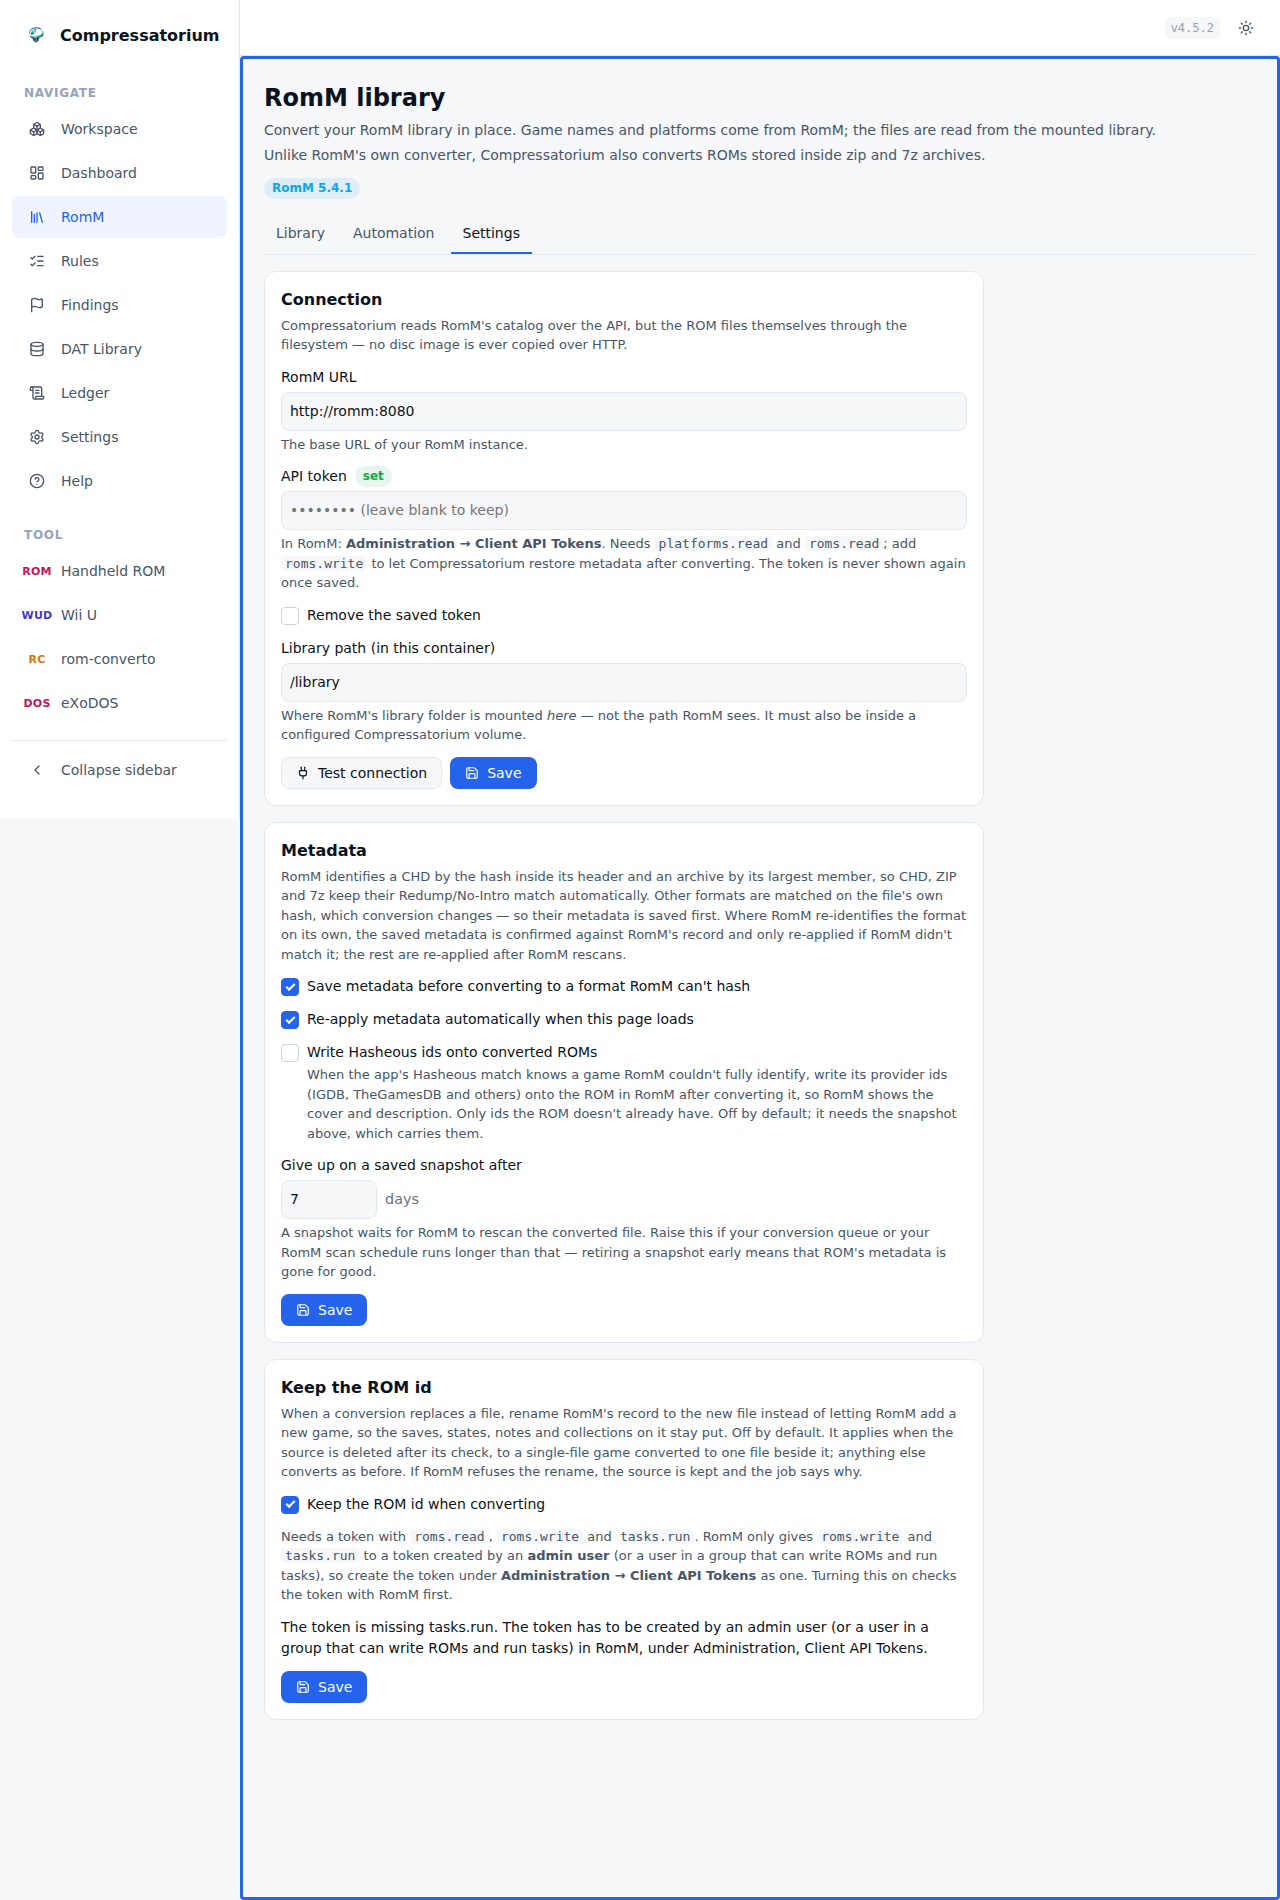 Compressatorium
v4.5.2
NAVIGATE
Workspace
Dashboard
RomM
Rules
Findings
DAT Library
Ledger
Settings
Help
TOOL
ROM Handheld ROM
WUD Wii U
RC rom-converto
DOS eXoDOS
Collapse sidebar
RomM library
Convert your RomM library in place. Game names and platforms come from RomM; the files are read from the mounted library.
Unlike RomM's own converter, Compressatorium also converts ROMs stored inside zip and 7z archives.
RomM 5.4.1
Library Automation Settings
Connection
Compressatorium reads RomM's catalog over the API, but the ROM files themselves through the
filesystem — no disc image is ever copied over HTTP.
RomM URL
http://romm:8080
The base URL of your RomM instance.
API token set
•••••••• (leave blank to keep)
In RomM: Administration → Client API Tokens. Needs platforms.read and roms.read; add
roms.write to let Compressatorium restore metadata after converting. The token is never shown again
once saved.
Remove the saved token
Library path (in this container)
/library
Where RomM's library folder is mounted here — not the path RomM sees. It must also be inside a
configured Compressatorium volume.
Test connection Save
Metadata
RomM identifies a CHD by the hash inside its header and an archive by its largest member, so CHD, ZIP
and 7z keep their Redump/No-Intro match automatically. Other formats are matched on the file's own
hash, which conversion changes — so their metadata is saved first. Where RomM re-identifies the format
on its own, the saved metadata is confirmed against RomM's record and only re-applied if RomM didn't
match it; the rest are re-applied after RomM rescans.
Save metadata before converting to a format RomM can't hash
Re-apply metadata automatically when this page loads
Write Hasheous ids onto converted ROMs
When the app's Hasheous match knows a game RomM couldn't fully identify, write its provider ids
(IGDB, TheGamesDB and others) onto the ROM in RomM after converting it, so RomM shows the
cover and description. Only ids the ROM doesn't already have. Off by default; it needs the snapshot
above, which carries them.
Give up on a saved snapshot after
7 days
A snapshot waits for RomM to rescan the converted file. Raise this if your conversion queue or your
RomM scan schedule runs longer than that — retiring a snapshot early means that ROM's metadata is
gone for good.
Save
Keep the ROM id
When a conversion replaces a file, rename RomM's record to the new file instead of letting RomM add a
new game, so the saves, states, notes and collections on it stay put. Off by default. It applies when the
source is deleted after its check, to a single-file game converted to one file beside it; anything else
converts as before. If RomM refuses the rename, the source is kept and the job says why.
Keep the ROM id when converting
Needs a token with roms.read, roms.write and tasks.run. RomM only gives roms.write and
tasks.run to a token created by an admin user (or a user in a group that can write ROMs and run
tasks), so create the token under Administration → Client API Tokens as one. Turning this on checks
the token with RomM first.
The token is missing tasks.run. The token has to be created by an admin user (or a user in a
group that can write ROMs and run tasks) in RomM, under Administration, Client API Tokens.
Save